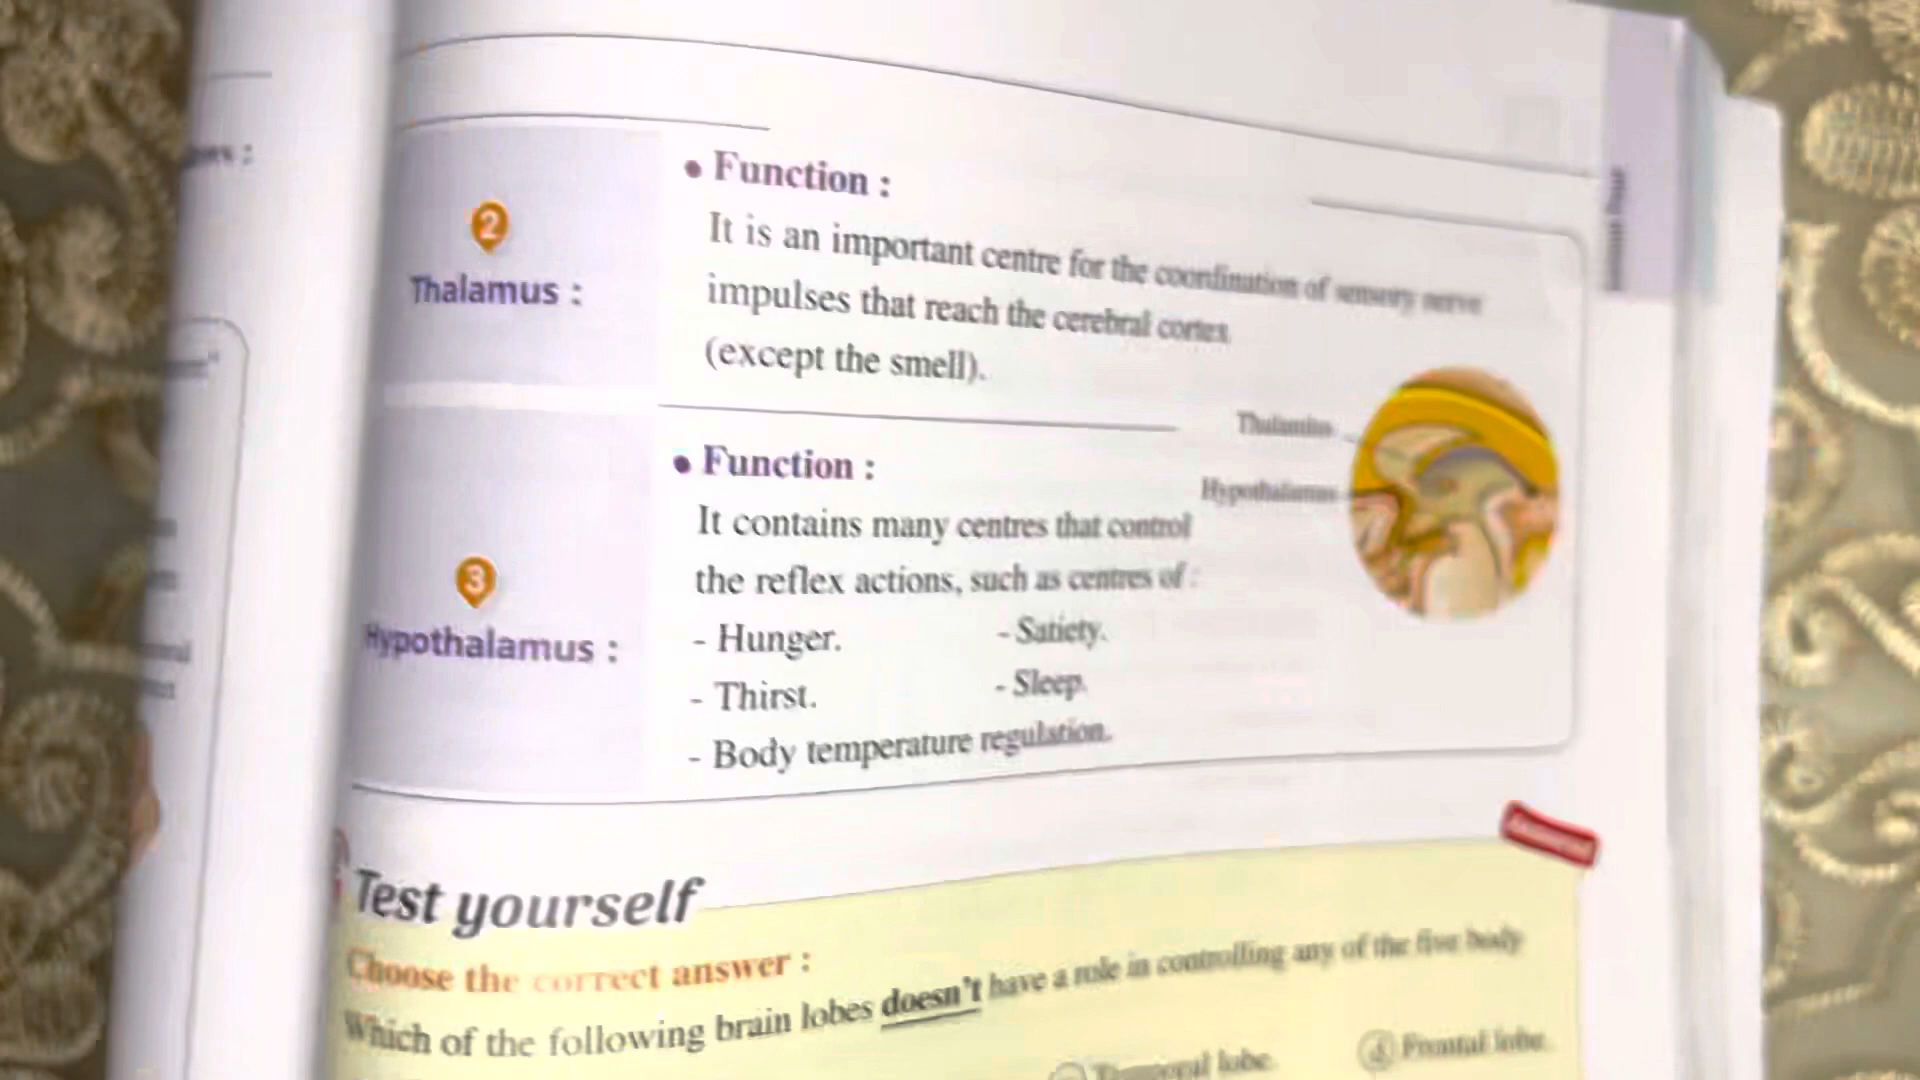 • Function :
It is an important centre for the coordination of sensory nerve
impulses that reach the cerebral cortex
(except the smell).
2
Thalamus :
Thalamus
Hypothalamus
• Function :
It contains many centres that control
the reflex actions, such as centres of :
- Hunger. - Satiety.
- Thirst. - Sleep.
- Body temperature regulation.
3
Hypothalamus :
Test yourself
Choose the correct answer :
Which of the following brain lobes doesn't have a role in controlling any of the five body
lobe. d Frontal lobe.